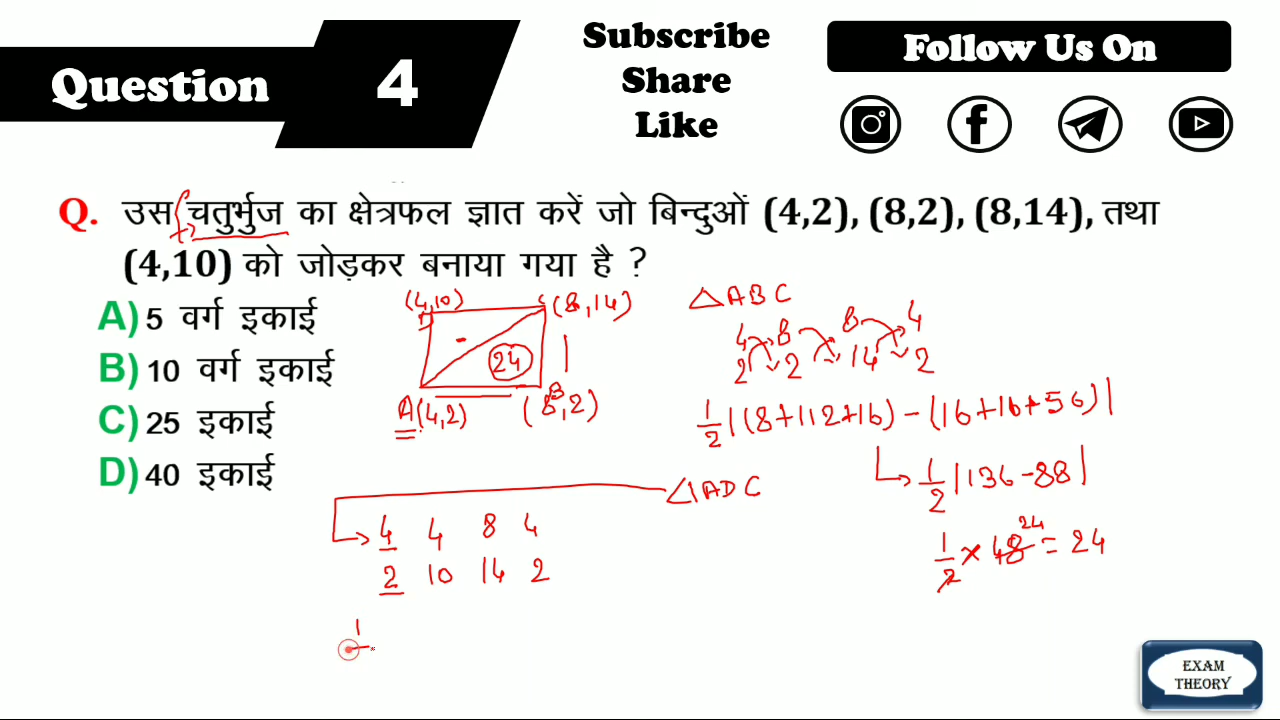 Question 4
Subscribe
Share
Like
Follow Us On
Q. उस चतुर्भुज का क्षेत्रफल ज्ञात करें जो बिन्दुओं (4,2), (8,2), (8,14), तथा
(4,10) को जोड़कर बनाया गया है ?
A) 5 वर्ग इकाई
B) 10 वर्ग इकाई
C) 25 इकाई
D) 40 इकाई
(4,10) C (8,14)
D
24
A (4,2) B (8,2)
△ABC
4 8 8 4
2 2 14 2
1/2 |(8+112+16) - (16+16+56)|
1/2 |136-88|
1/2 × 48 24 = 24
△ADC
4 4 8 4
2 10 14 2
1
EXAM
THEORY